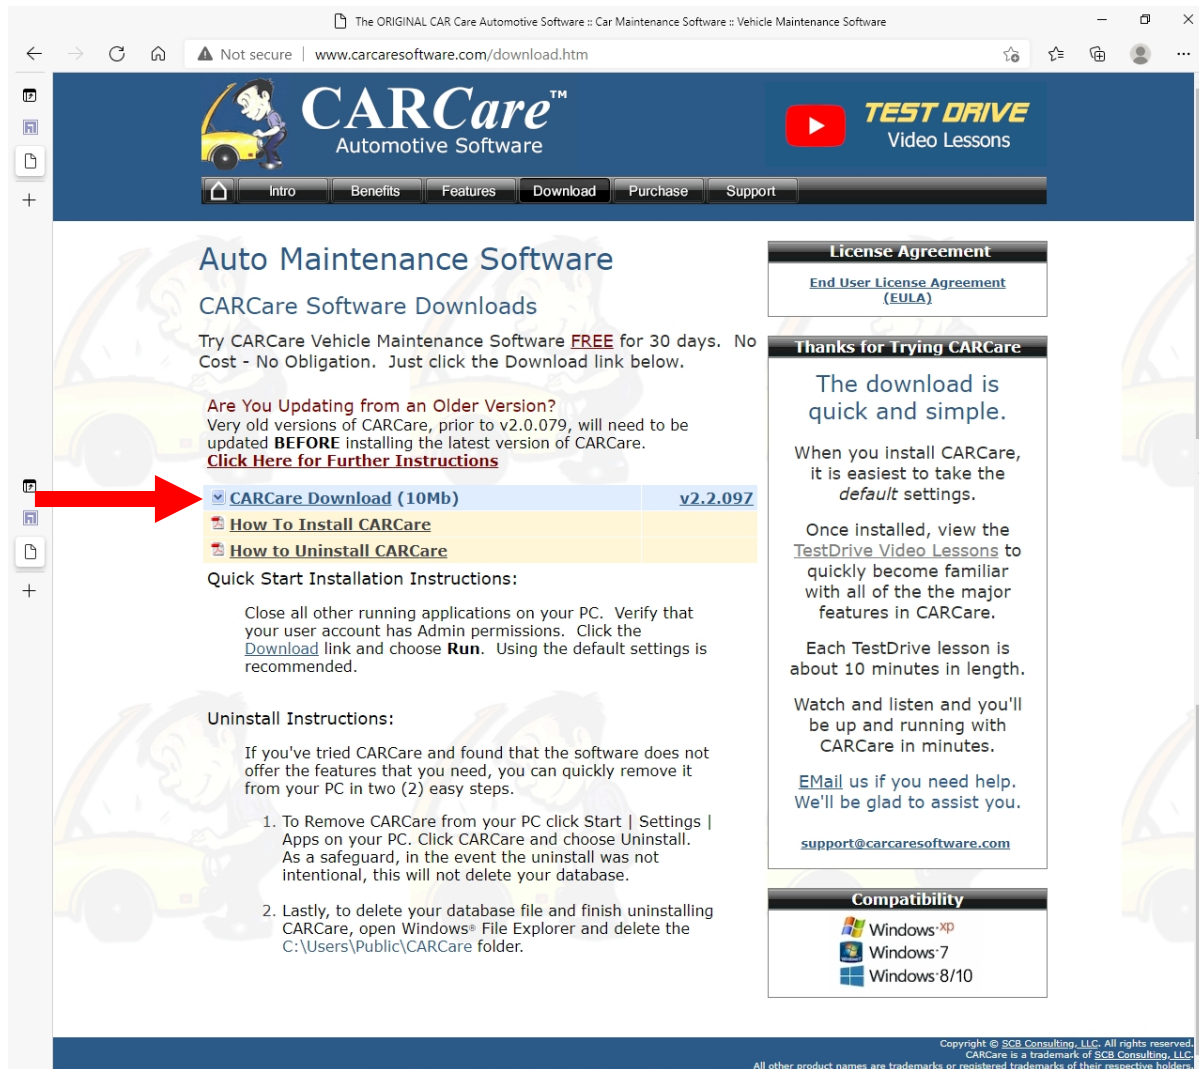 The ORIGINAL CAR Care Automotive Software :: Car Maintenance Software :: Vehicle Maintenance Software
Not secure | www.carcaresoftware.com/download.htm
CARCare™
Automotive Software
TEST DRIVE
Video Lessons
Intro Benefits Features Download Purchase Support
Auto Maintenance Software
CARCare Software Downloads
Try CARCare Vehicle Maintenance Software FREE for 30 days. No
Cost - No Obligation. Just click the Download link below.
Are You Updating from an Older Version?
Very old versions of CARCare, prior to v2.0.079, will need to be
updated BEFORE installing the latest version of CARCare.
Click Here for Further Instructions
CARCare Download (10Mb) v2.2.097
How To Install CARCare
How to Uninstall CARCare
Quick Start Installation Instructions:
Close all other running applications on your PC. Verify that
your user account has Admin permissions. Click the
Download link and choose Run. Using the default settings is
recommended.
Uninstall Instructions:
If you've tried CARCare and found that the software does not
offer the features that you need, you can quickly remove it
from your PC in two (2) easy steps.
1. To Remove CARCare from your PC click Start | Settings |
Apps on your PC. Click CARCare and choose Uninstall.
As a safeguard, in the event the uninstall was not
intentional, this will not delete your database.
2. Lastly, to delete your database file and finish uninstalling
CARCare, open Windows® File Explorer and delete the
C:\Users\Public\CARCare folder.
License Agreement
End User License Agreement
(EULA)
Thanks for Trying CARCare
The download is
quick and simple.
When you install CARCare,
it is easiest to take the
default settings.
Once installed, view the
TestDrive Video Lessons to
quickly become familiar
with all of the the major
features in CARCare.
Each TestDrive lesson is
about 10 minutes in length.
Watch and listen and you'll
be up and running with
CARCare in minutes.
EMail us if you need help.
We'll be glad to assist you.
support@carcaresoftware.com
Compatibility
Windows® XP
Windows® 7
Windows® 8/10
Copyright © SCB Consulting, LLC. All rights reserved.
CARCare is a trademark of SCB Consulting, LLC.
All other product names are trademarks or registered trademarks of their respective holders.